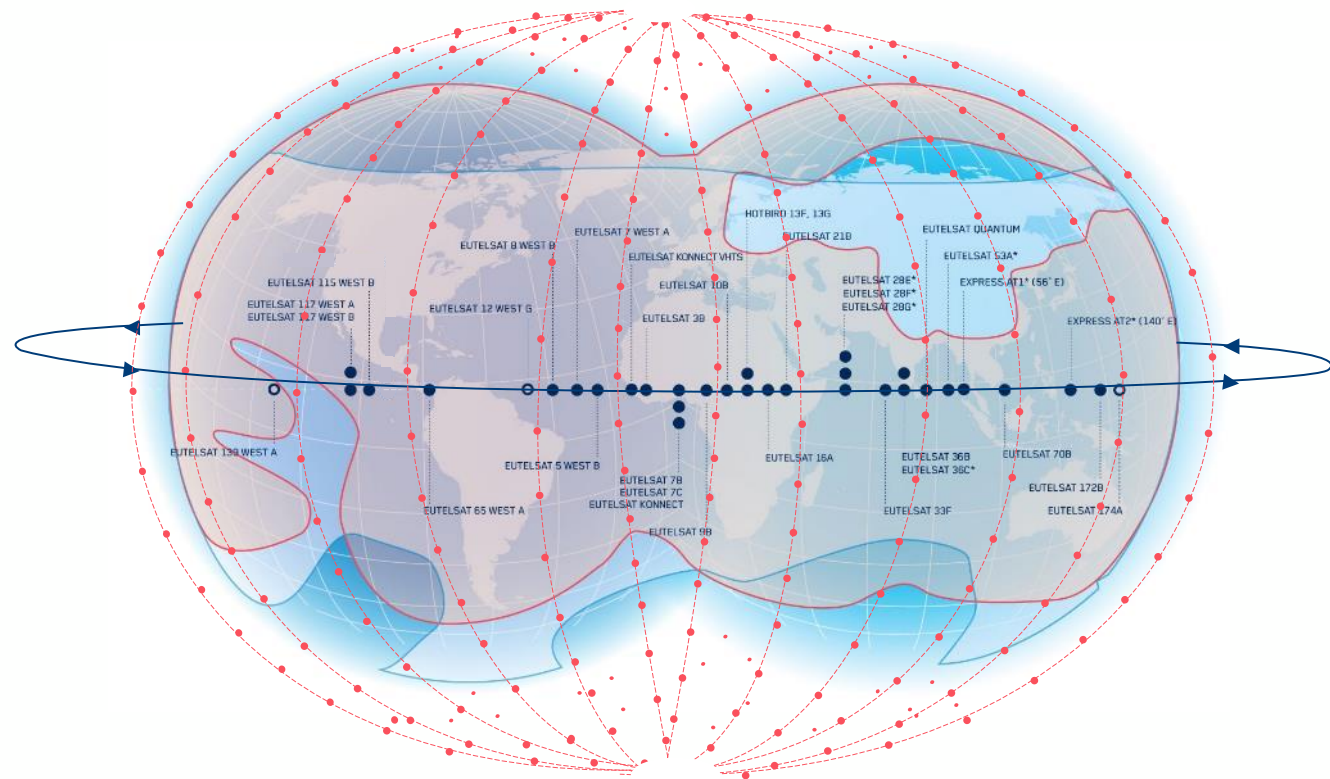 HOTBIRD 13F, 13G
EUTELSAT 7 WEST A
EUTELSAT QUANTUM
EUTELSAT 21B
EUTELSAT 8 WEST B
EUTELSAT KONNECT VHTS
EUTELSAT 53A*
EUTELSAT 115 WEST B
EUTELSAT 10B
EUTELSAT 28E*
EUTELSAT 28F*
EUTELSAT 28G*
EXPRESS AT1* (56° E)
EUTELSAT 117 WEST A
EUTELSAT 117 WEST B
EUTELSAT 12 WEST G
EUTELSAT 3B
EXPRESS AT2* (140° E)
EUTELSAT 139 WEST A
EUTELSAT 5 WEST B
EUTELSAT 16A
EUTELSAT 36B
EUTELSAT 36C*
EUTELSAT 70B
EUTELSAT 7B
EUTELSAT 7C
EUTELSAT KONNECT
EUTELSAT 172B
EUTELSAT 65 WEST A
EUTELSAT 33F
EUTELSAT 174A
EUTELSAT 9B